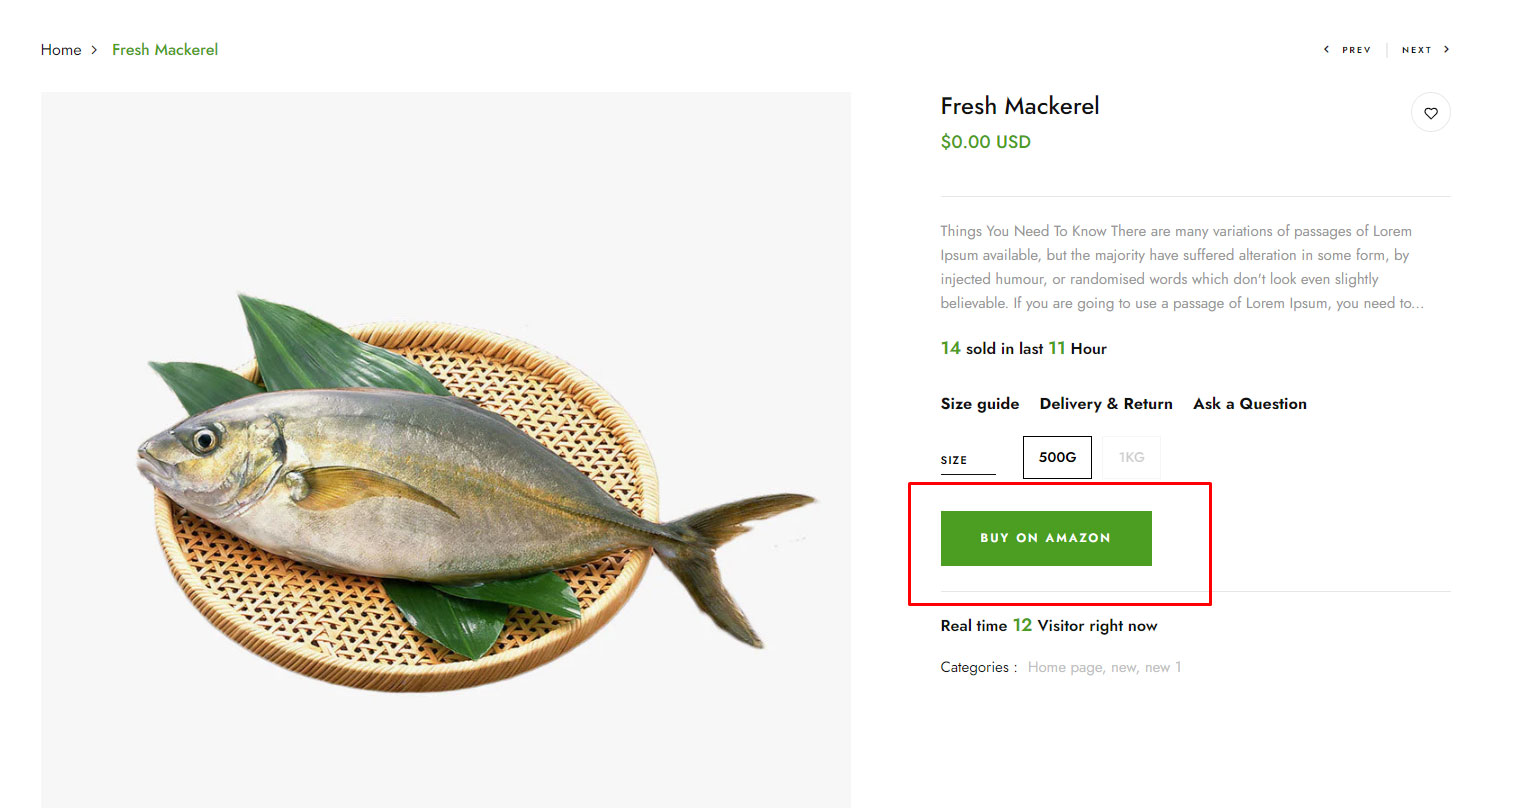 Home > Fresh Mackerel
< PREV | NEXT >
Fresh Mackerel
$0.00 USD
Things You Need To Know There are many variations of passages of Lorem
Ipsum available, but the majority have suffered alteration in some form, by
injected humour, or randomised words which don't look even slightly
believable. If you are going to use a passage of Lorem Ipsum, you need to...
14 sold in last 11 Hour
Size guide Delivery & Return Ask a Question
SIZE 500G 1KG
BUY ON AMAZON
Real time 12 Visitor right now
Categories : Home page, new, new 1